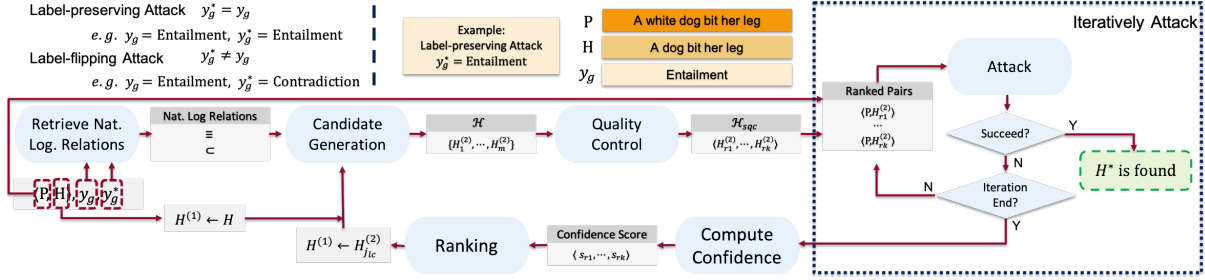 Label-preserving Attack y*_g = y_g
e.g. y_g = Entailment, y*_g = Entailment
Label-flipping Attack y*_g ≠ y_g
e.g. y_g = Entailment, y*_g = Contradiction
Example:
Label-preserving Attack
y*_g = Entailment
P A white dog bit her leg
H A dog bit her leg
y_g Entailment
Iteratively Attack
Retrieve Nat.
Log. Relations
Nat. Log Relations
≡
⊂
Candidate
Generation
ℋ
{H_1^(2), ⋯, H_m^(2)}
Quality
Control
ℋ_sqc
⟨H_r1^(2), ⋯, H_rk^(2)⟩
Ranked Pairs
⟨P,H_r1^(2)⟩
...
⟨P,H_rk^(2)⟩
Attack
Succeed?
Y
N
H* is found
Iteration
End?
N
Y
⟨P, H⟩, y_g, y*_g
H^(1) ← H
H^(1) ← H_{j_lc}^(2)
Ranking
Confidence Score
⟨ s_r1, ⋯, s_rk ⟩
Compute
Confidence